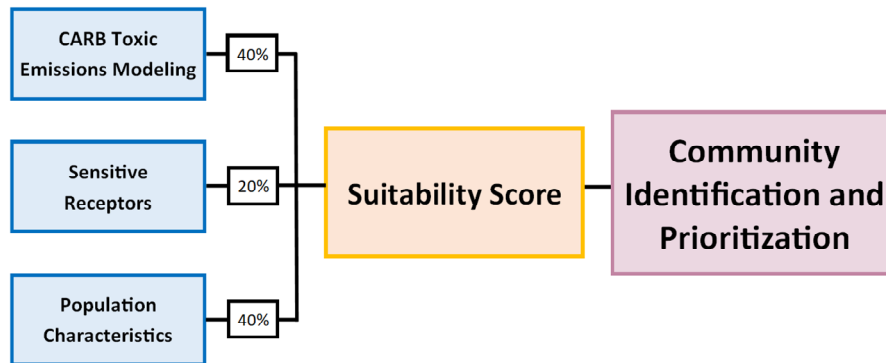 CARB Toxic
Emissions Modeling
40%
Sensitive
Receptors
20%
Population
Characteristics
40%
Suitability Score
Community
Identification and
Prioritization